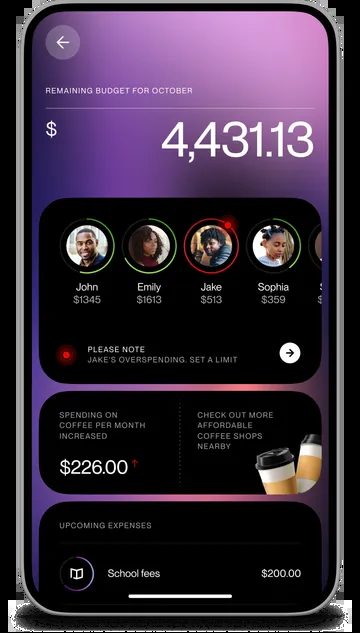 REMAINING BUDGET FOR OCTOBER
$ 4,431.13
John Emily Jake Sophia
$1345 $1613 $513 $359
PLEASE NOTE
JAKE'S OVERSPENDING. SET A LIMIT
SPENDING ON
COFFEE PER MONTH
INCREASED
$226.00 ↑
CHECK OUT MORE
AFFORDABLE
COFFEE SHOPS
NEARBY
UPCOMING EXPENSES
School fees $200.00